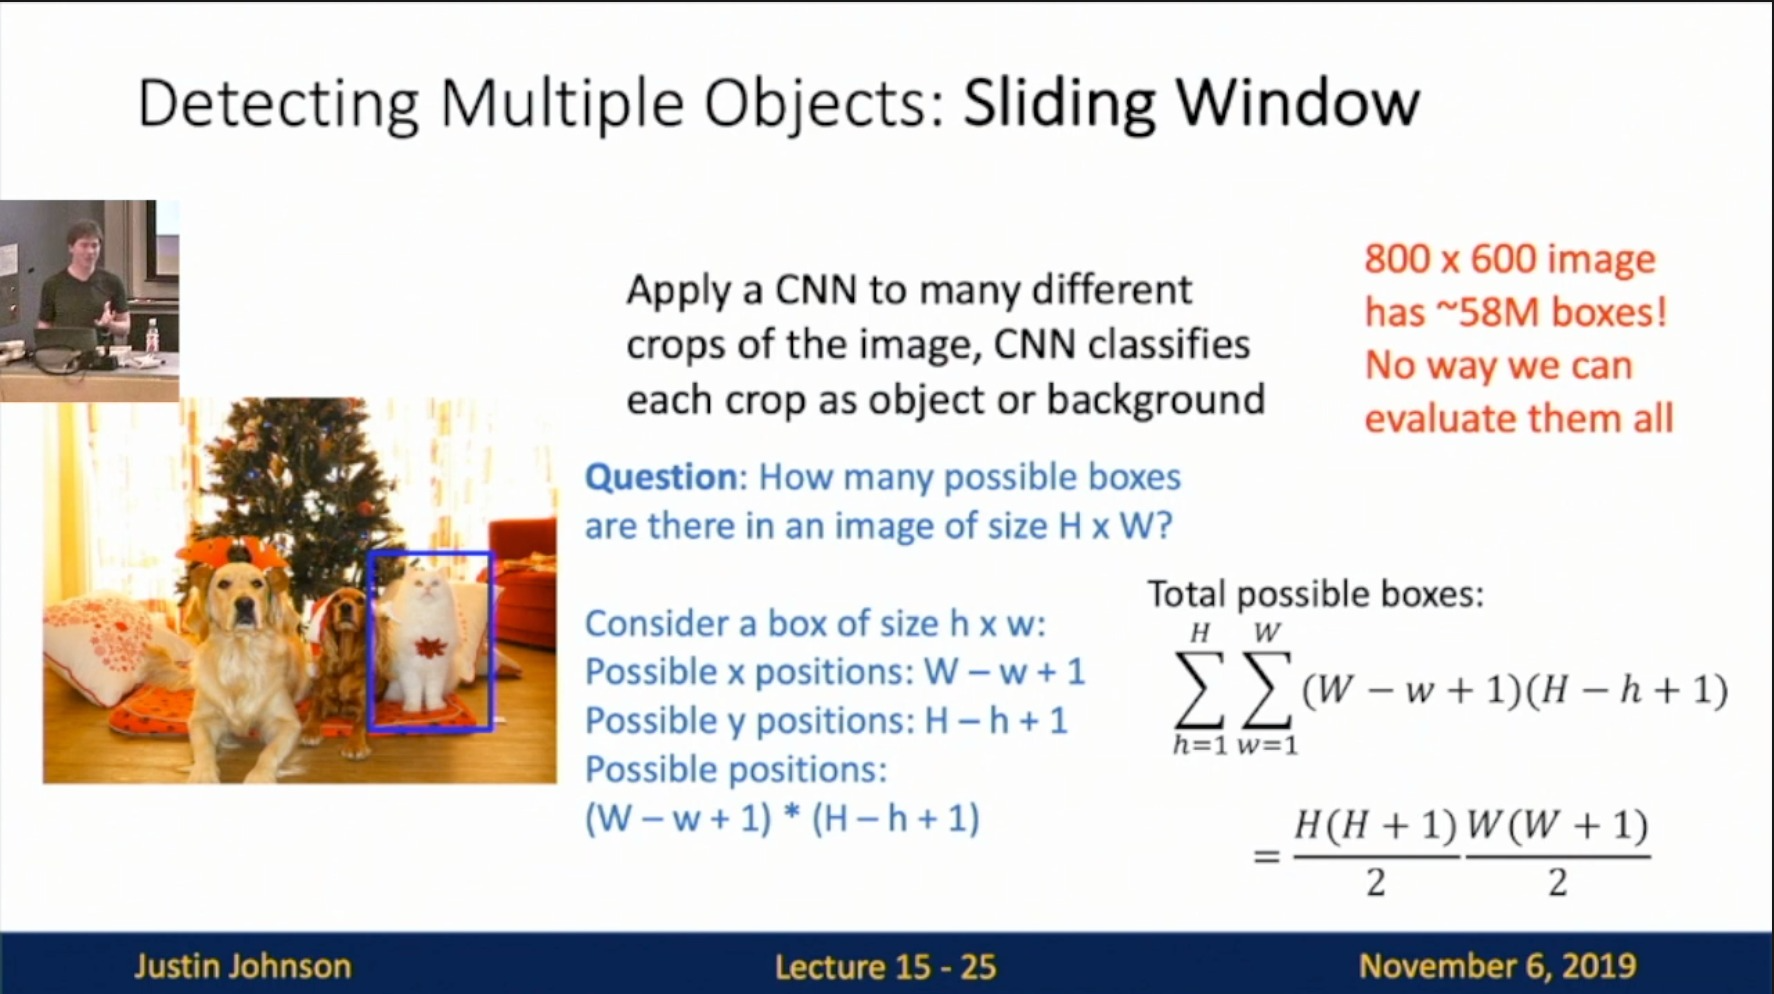 Detecting Multiple Objects: Sliding Window
Apply a CNN to many different
crops of the image, CNN classifies
each crop as object or background
800 x 600 image
has ~58M boxes!
No way we can
evaluate them all
Question: How many possible boxes
are there in an image of size H x W?
Consider a box of size h x w:
Possible x positions: W – w + 1
Possible y positions: H – h + 1
Possible positions:
(W – w + 1) * (H – h + 1)
Total possible boxes:
H W
∑ ∑ (W − w + 1)(H − h + 1)
h=1 w=1
= H(H + 1)/2 W(W + 1)/2
Justin Johnson
Lecture 15 - 25
November 6, 2019